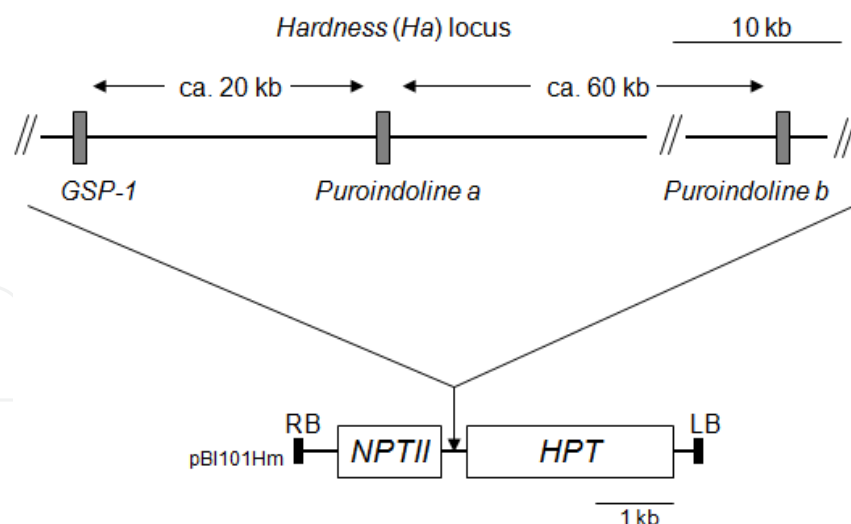 Hardness (Ha) locus
10 kb
ca. 20 kb
ca. 60 kb
GSP-1
Puroindoline a
Puroindoline b
RB
LB
pBI101Hm
NPTII
HPT
1 kb